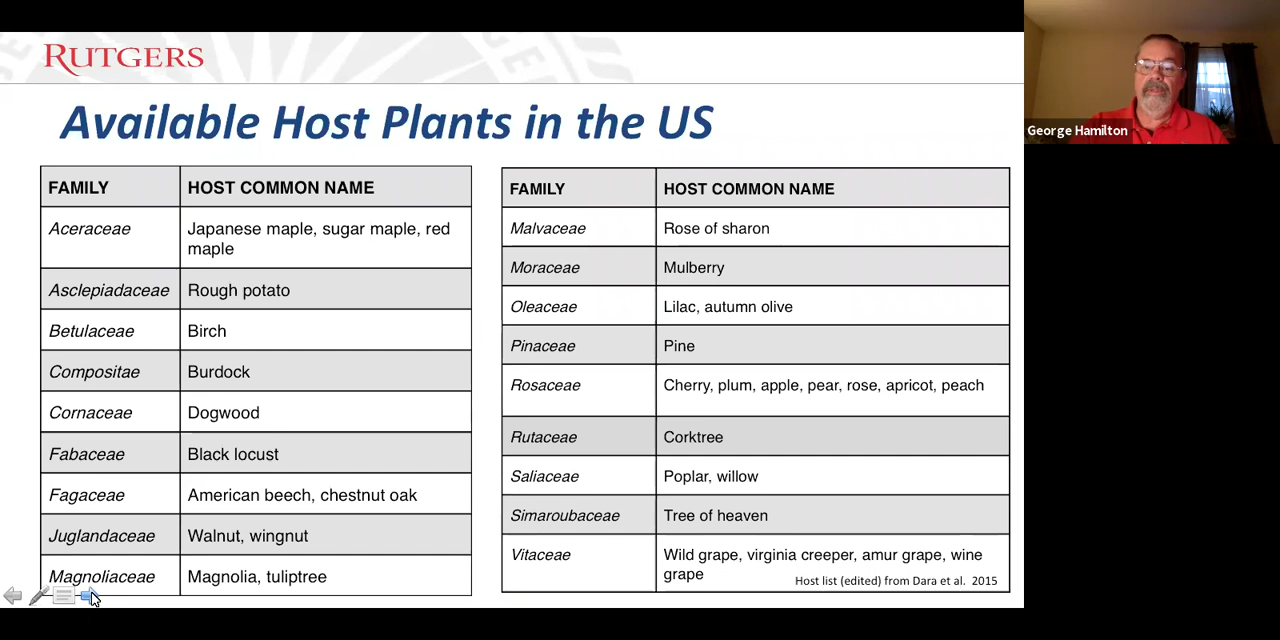 RUTGERS
Available Host Plants in the US
George Hamilton
FAMILY HOST COMMON NAME
Aceraceae Japanese maple, sugar maple, red
maple
Asclepiadaceae Rough potato
Betulaceae Birch
Compositae Burdock
Cornaceae Dogwood
Fabaceae Black locust
Fagaceae American beech, chestnut oak
Juglandaceae Walnut, wingnut
Magnoliaceae Magnolia, tuliptree
FAMILY HOST COMMON NAME
Malvaceae Rose of sharon
Moraceae Mulberry
Oleaceae Lilac, autumn olive
Pinaceae Pine
Rosaceae Cherry, plum, apple, pear, rose, apricot, peach
Rutaceae Corktree
Saliaceae Poplar, willow
Simaroubaceae Tree of heaven
Vitaceae Wild grape, virginia creeper, amur grape, wine
grape
Host list (edited) from Dara et al. 2015